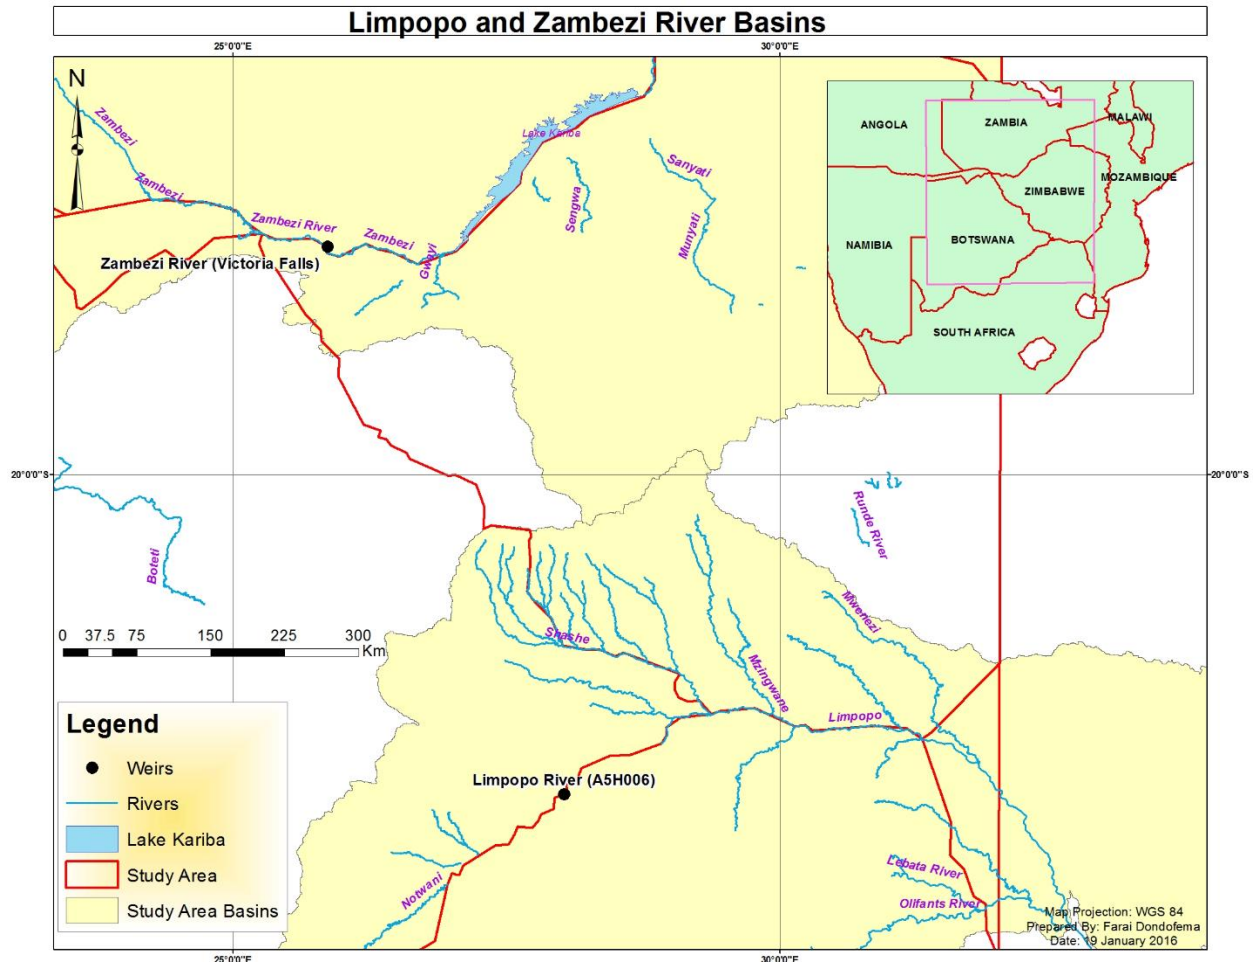 Limpopo and Zambezi River Basins
25°0'0"E
30°0'0"E
N
Zambezi
Zambezi
Zambezi River
Zambezi
Gwayi
Lake Kariba
Sengwa
Sanyati
Munyati
Zambezi River (Victoria Falls)
ANGOLA
ZAMBIA
MALAWI
MOZAMBIQUE
ZIMBABWE
NAMIBIA
BOTSWANA
SOUTH AFRICA
20°0'0"S
20°0'0"S
Boteti
Runde River
Mwenezi
Shashe
Mzingwane
Limpopo
0 37.5 75 150 225 300
Km
Limpopo River (A5H006)
Notwani
Lebata River
Olifants River
Legend
Weirs
Rivers
Lake Kariba
Study Area
Study Area Basins
Map Projection: WGS 84
Prepared By: Farai Dondofema
Date: 19 January 2016
25°0'0"E
30°0'0"E